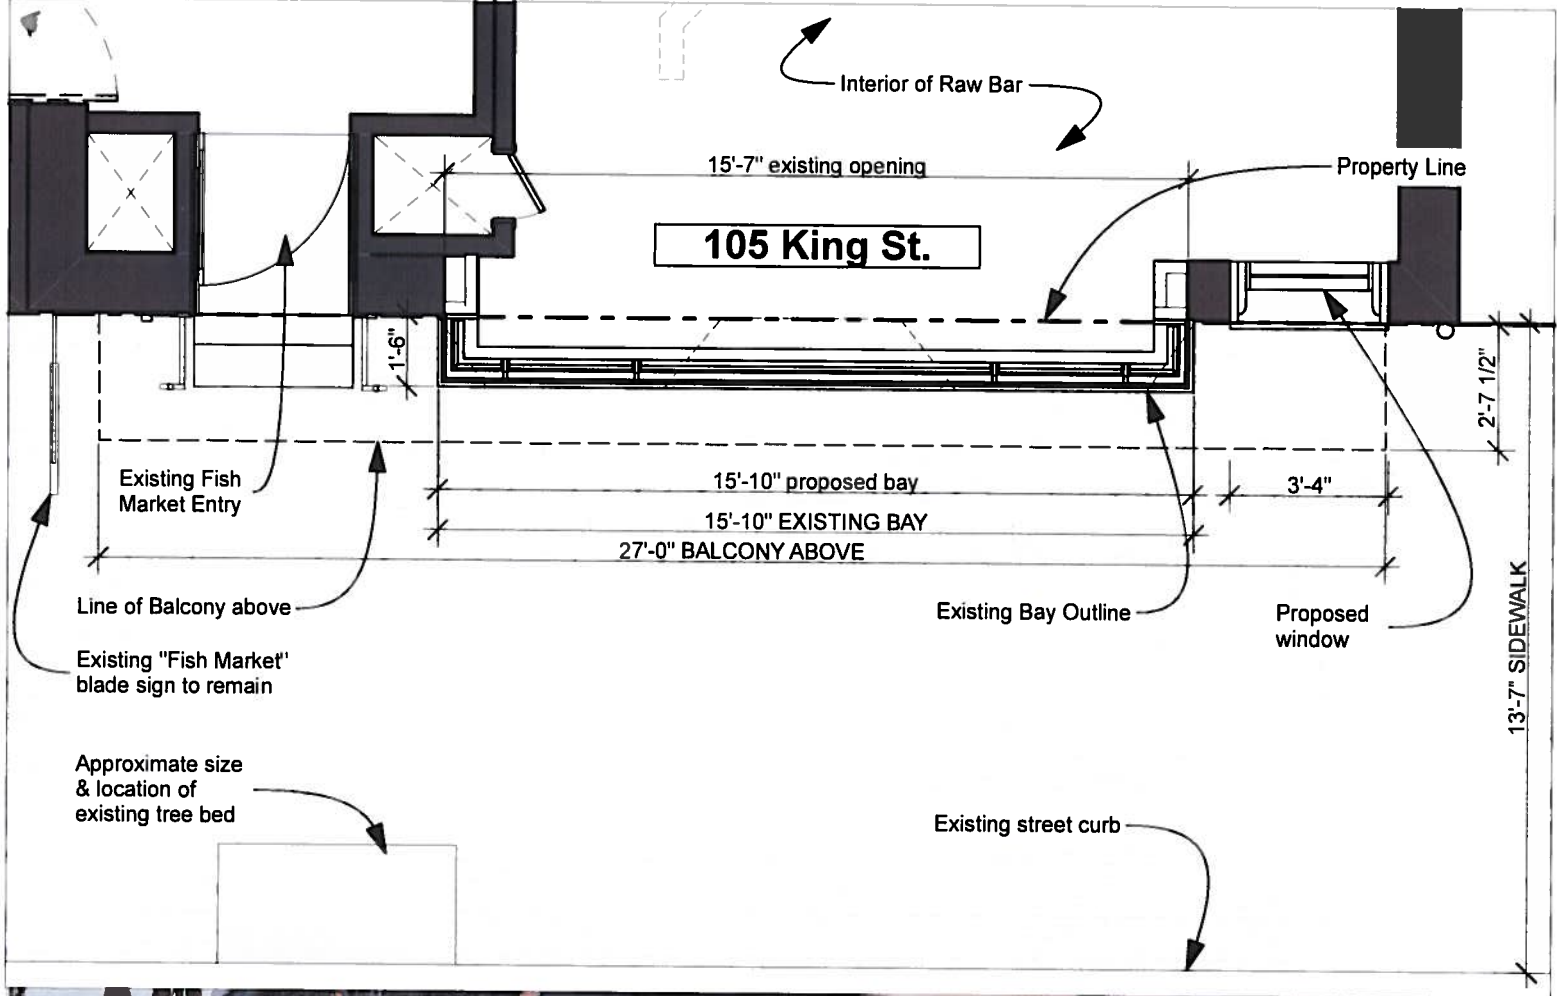 Interior of Raw Bar
15'-7" existing opening
Property Line
105 King St.
1'-6"
2'-7 1/2"
X
Existing Fish
Market Entry
15'-10" proposed bay
3'-4"
15'-10" EXISTING BAY
27'-0" BALCONY ABOVE
Line of Balcony above
Existing Bay Outline
Proposed
window
13'-7" SIDEWALK
Existing "Fish Market"
blade sign to remain
Approximate size
& location of
existing tree bed
Existing street curb